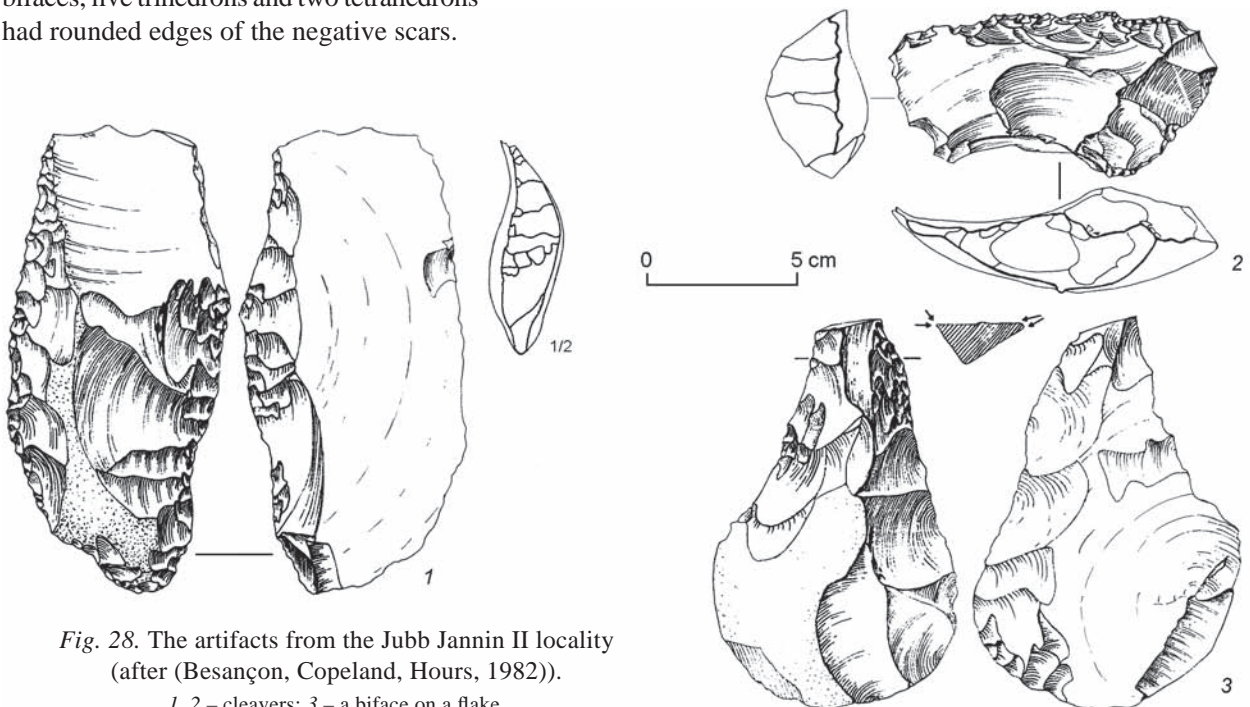 bifaces, five trihedrons and two tetrahedrons
had rounded edges of the negative scars.
1/2
1
0 5 cm
2
3
Fig. 28. The artifacts from the Jubb Jannin II locality
(after (Besançon, Copeland, Hours, 1982)).
1, 2 – cleavers; 3 – a biface on a flake